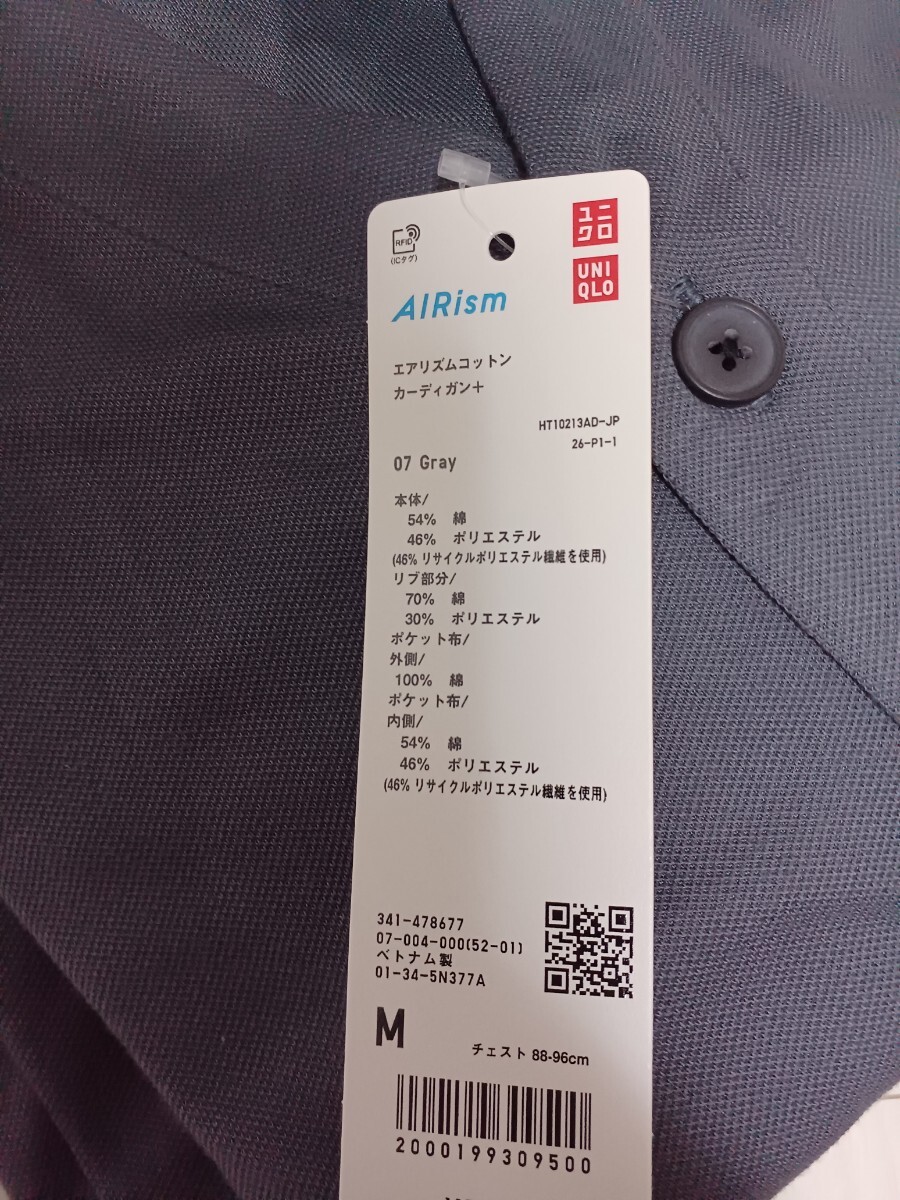 RFID
(ICタグ)
ユニ
クロ
UNI
QLO
AIRism
エアリズムコットン
カーディガン+
HT10213AD-JP
26-P1-1
07 Gray
本体/
54% 綿
46% ポリエステル
(46% リサイクルポリエステル繊維を使用)
リブ部分/
70% 綿
30% ポリエステル
ポケット布/
外側/
100% 綿
ポケット布/
内側/
54% 綿
46% ポリエステル
(46% リサイクルポリエステル繊維を使用)
341-478677
07-004-000(52-01)
ベトナム製
01-34-5N377A
M
チェスト 88-96cm
2000199309500